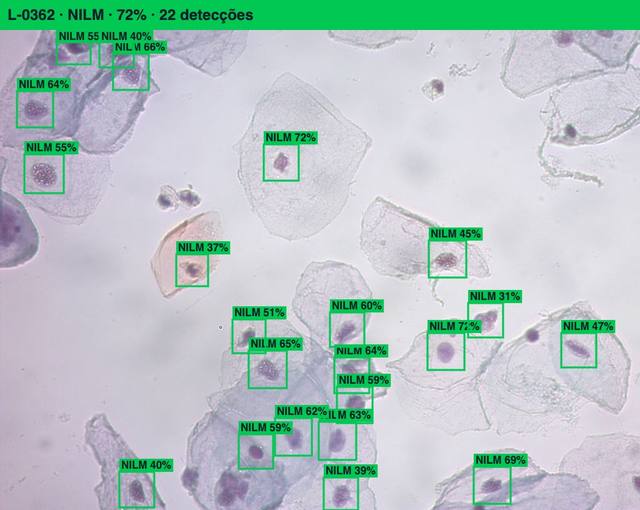 L-0362 · NILM · 72% · 22 detecções
NILM 55
NILM 40%
NILM 66%
NILM 64%
NILM 72%
NILM 55%
NILM 45%
NILM 37%
NILM 31%
NILM 51%
NILM 60%
NILM 72%
NILM 47%
NILM 65%
NILM 64%
NILM 59%
NILM 62%
NILM 63%
NILM 59%
NILM 69%
NILM 40%
NILM 39%